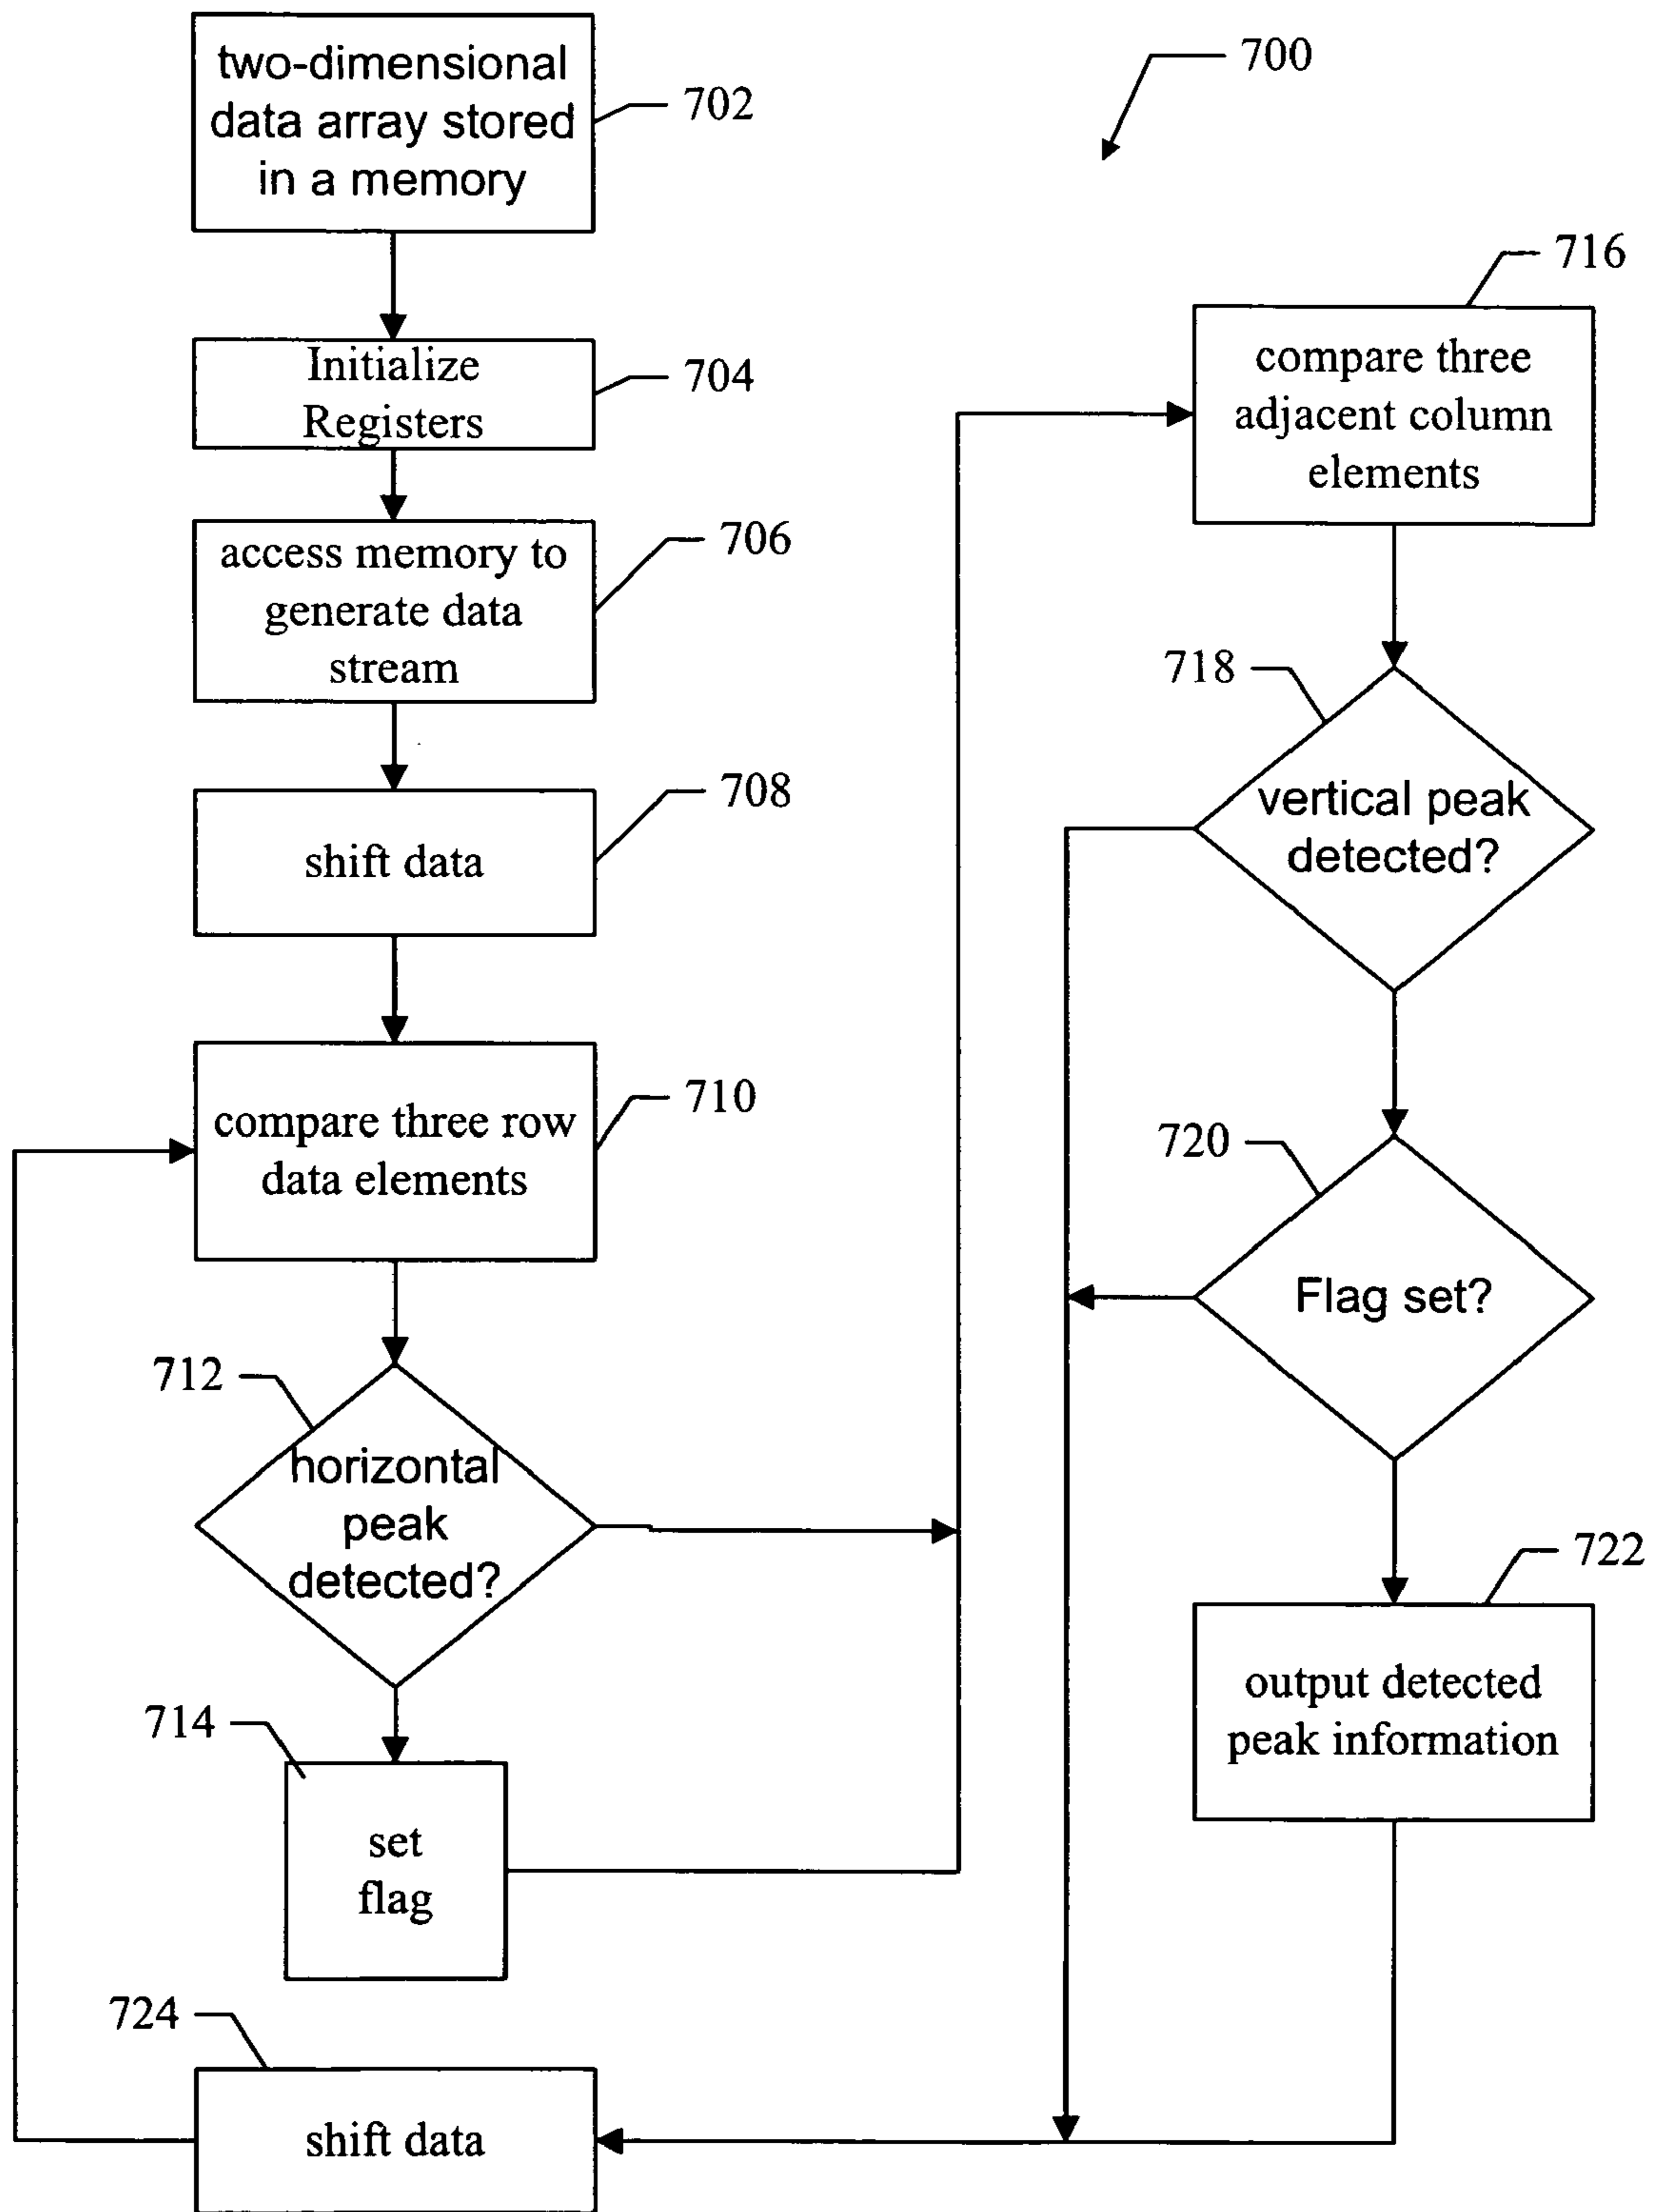 two-dimensional
data array stored
in a memory
702
700
Initialize
Registers
704
access memory to
generate data
stream
706
shift data
708
compare three row
data elements
710
712
horizontal
peak
detected?
714
set
flag
716
compare three
adjacent column
elements
718
vertical peak
detected?
720
Flag set?
722
output detected
peak information
724
shift data